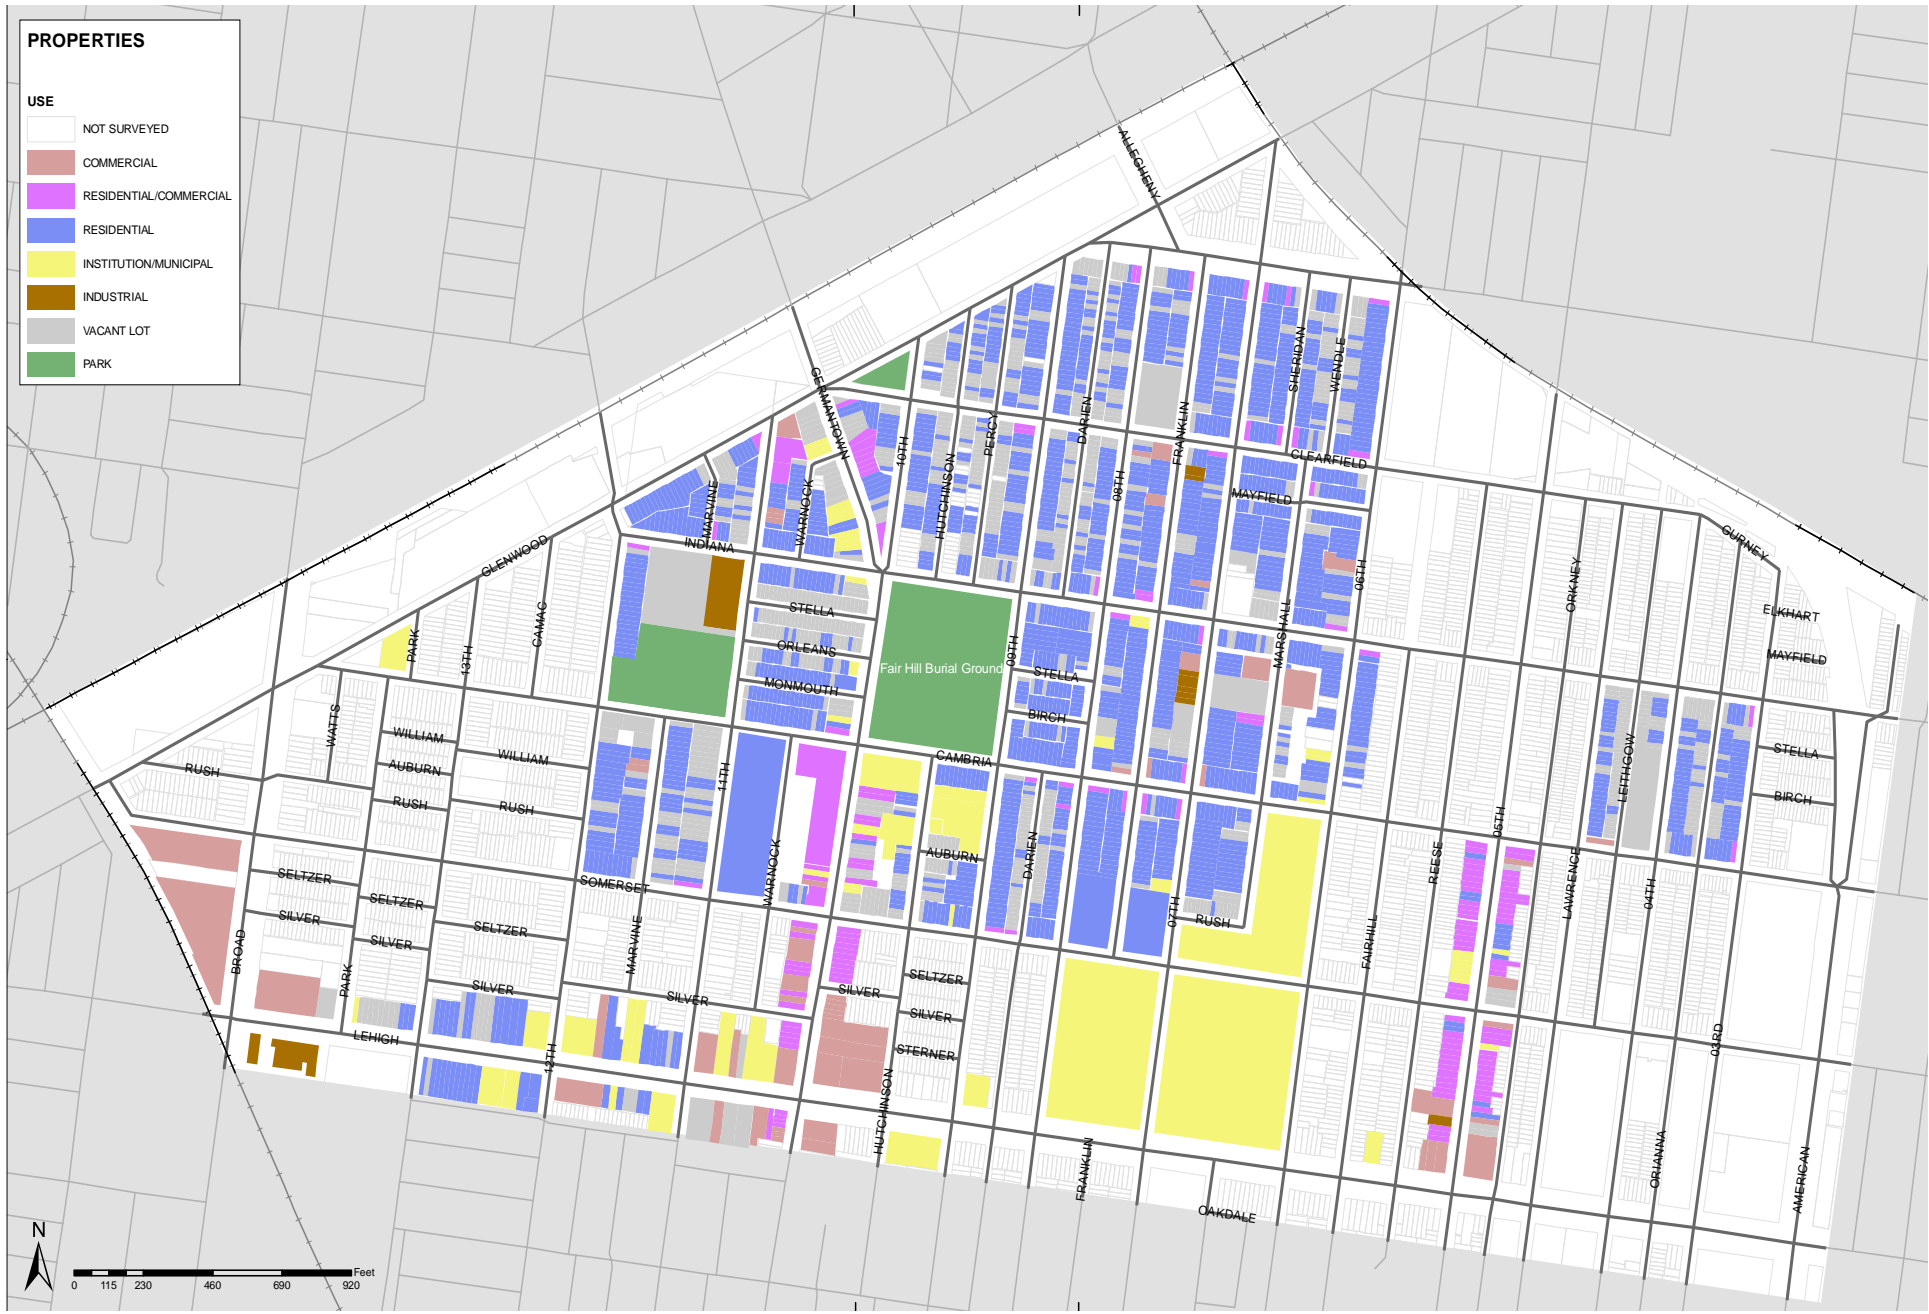 PROPERTIES
USE
NOT SURVEYED
COMMERCIAL
RESIDENTIAL/COMMERCIAL
RESIDENTIAL
INSTITUTION/MUNICIPAL
INDUSTRIAL
VACANT LOT
PARK
ALLEGHENY
GERMANTOWN
SHERIDAN
WENDLE
DARIEN
FRANKLIN
10TH
PERCY
HUTCHINSON
CLEARFIELD
08TH
MAYFIELD
MARVINE
WARNOCK
INDIANA
GLENWOOD
GURNEY
06TH
ORKNEY
ELKHART
MAYFIELD
CAMAC
PARK
13TH
STELLA
ORLEANS
MONMOUTH
Fair Hill Burial Ground
09TH
STELLA
BIRCH
MARSHALL
CAMBRIA
WATTS
WILLIAM
WILLIAM
AUBURN
RUSH
RUSH
RUSH
11TH
LEITHGOW
STELLA
BIRCH
05TH
REESE
LAWRENCE
04TH
AUBURN
DARIEN
WARNOCK
SOMERSET
SELTZER
SELTZER
SELTZER
SILVER
SILVER
SILVER
SILVER
SILVER
SILVER
BROAD
PARK
MARVINE
07TH
RUSH
FAIRHILL
SELTZER
STERNER
LEHIGH
12TH
HUTCHINSON
FRANKLIN
OAKDALE
03RD
ORIANNA
AMERICAN
N
Feet
0 115 230 460 690 920